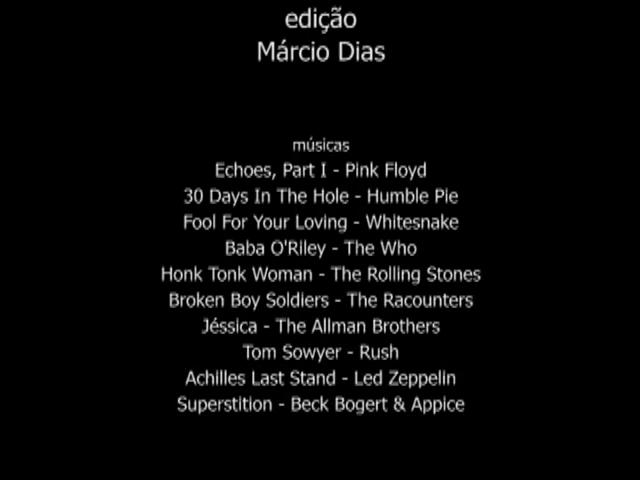 edição
Márcio Dias
músicas
Echoes, Part I - Pink Floyd
30 Days In The Hole - Humble Pie
Fool For Your Loving - Whitesnake
Baba O'Riley - The Who
Honk Tonk Woman - The Rolling Stones
Broken Boy Soldiers - The Racounters
Jéssica - The Allman Brothers
Tom Sowyer - Rush
Achilles Last Stand - Led Zeppelin
Superstition - Beck Bogert & Appice